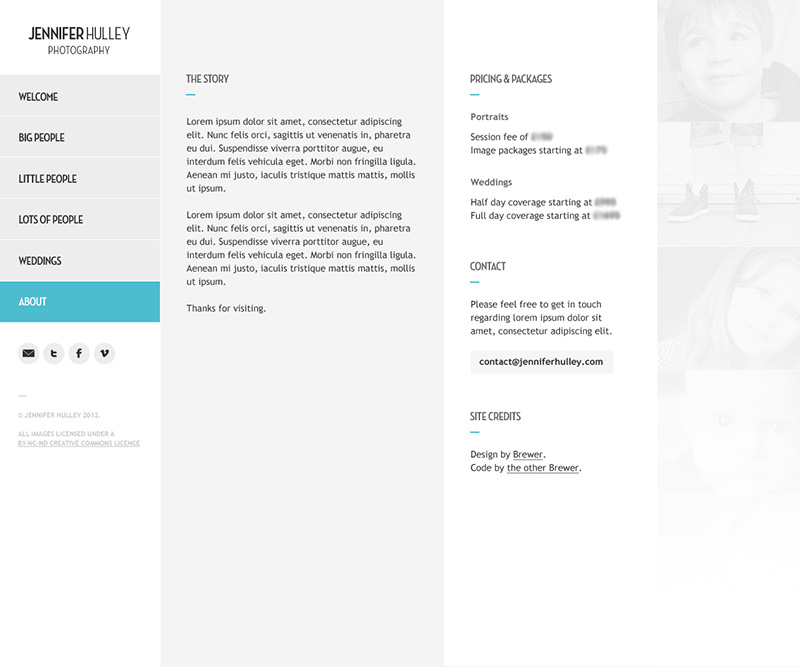 JENNIFER HULLEY
PHOTOGRAPHY
WELCOME
BIG PEOPLE
LITTLE PEOPLE
LOTS OF PEOPLE
WEDDINGS
ABOUT
© JENNIFER HULLEY 2012.
ALL IMAGES LICENSED UNDER A
BY-NC-ND CREATIVE COMMONS LICENCE
THE STORY
Lorem ipsum dolor sit amet, consectetur adipiscing
elit. Nunc felis orci, sagittis ut venenatis in, pharetra
eu dui. Suspendisse viverra porttitor augue, eu
interdum felis vehicula eget. Morbi non fringilla ligula.
Aenean mi justo, iaculis tristique mattis mattis, mollis
ut ipsum.
Lorem ipsum dolor sit amet, consectetur adipiscing
elit. Nunc felis orci, sagittis ut venenatis in, pharetra
eu dui. Suspendisse viverra porttitor augue, eu
interdum felis vehicula eget. Morbi non fringilla ligula.
Aenean mi justo, iaculis tristique mattis mattis, mollis
ut ipsum.
Thanks for visiting.
PRICING & PACKAGES
Portraits
Session fee of
Image packages starting at
Weddings
Half day coverage starting at
Full day coverage starting at
CONTACT
Please feel free to get in touch
regarding lorem ipsum dolor sit
amet, consectetur adipiscing elit.
contact@jenniferhulley.com
SITE CREDITS
Design by Brewer.
Code by the other Brewer.